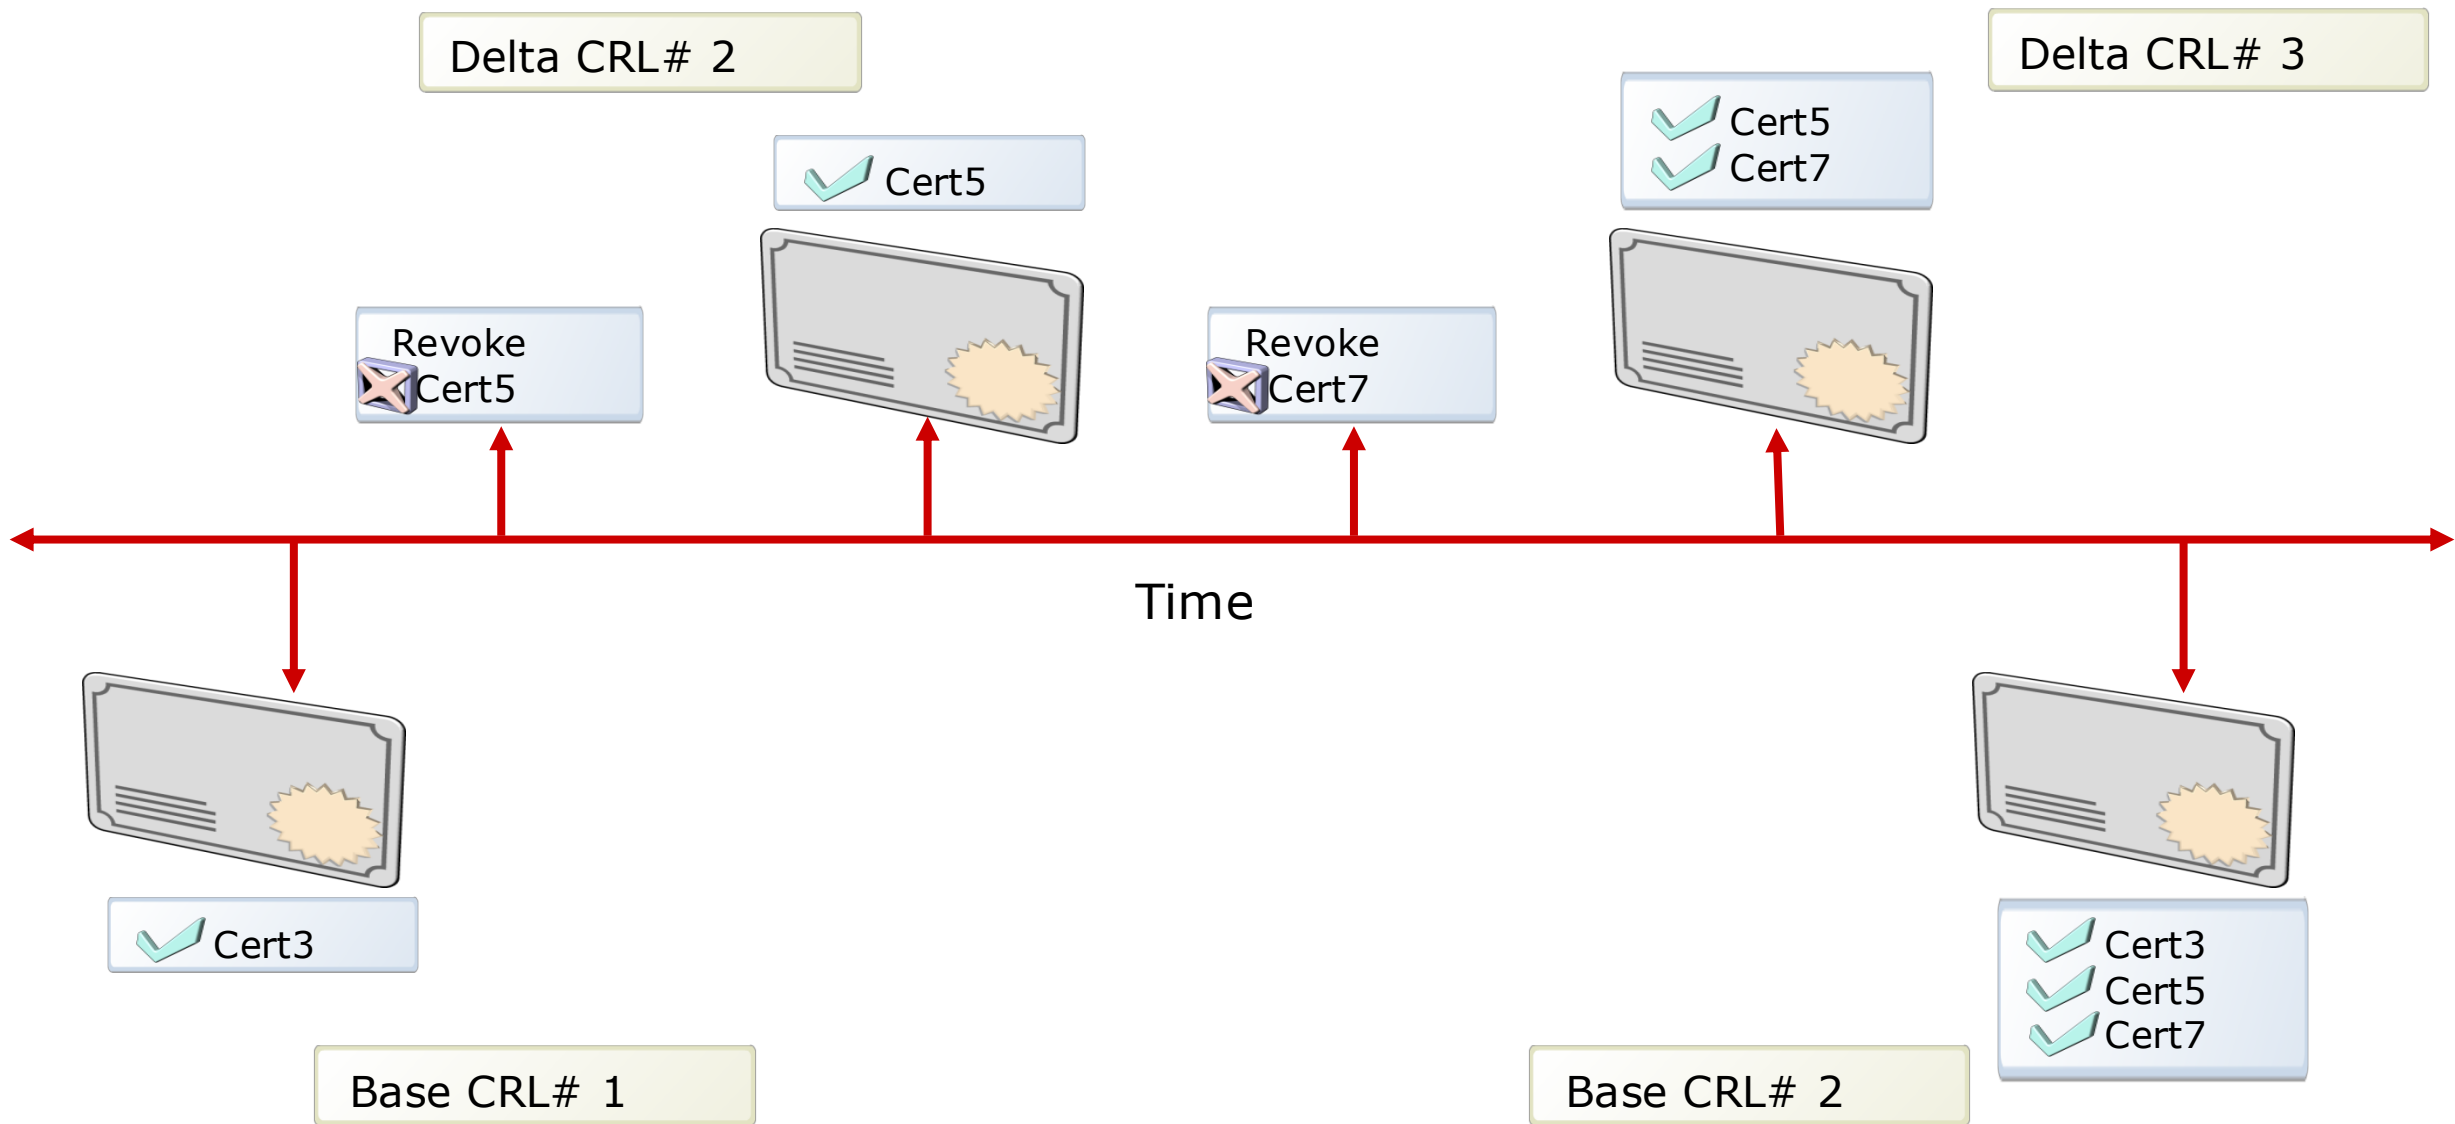 Delta CRL# 2
Delta CRL# 3
Cert5
Cert5
Cert7
Revoke
Cert5
Revoke
Cert7
Time
Cert3
Cert3
Cert5
Cert7
Base CRL# 1
Base CRL# 2